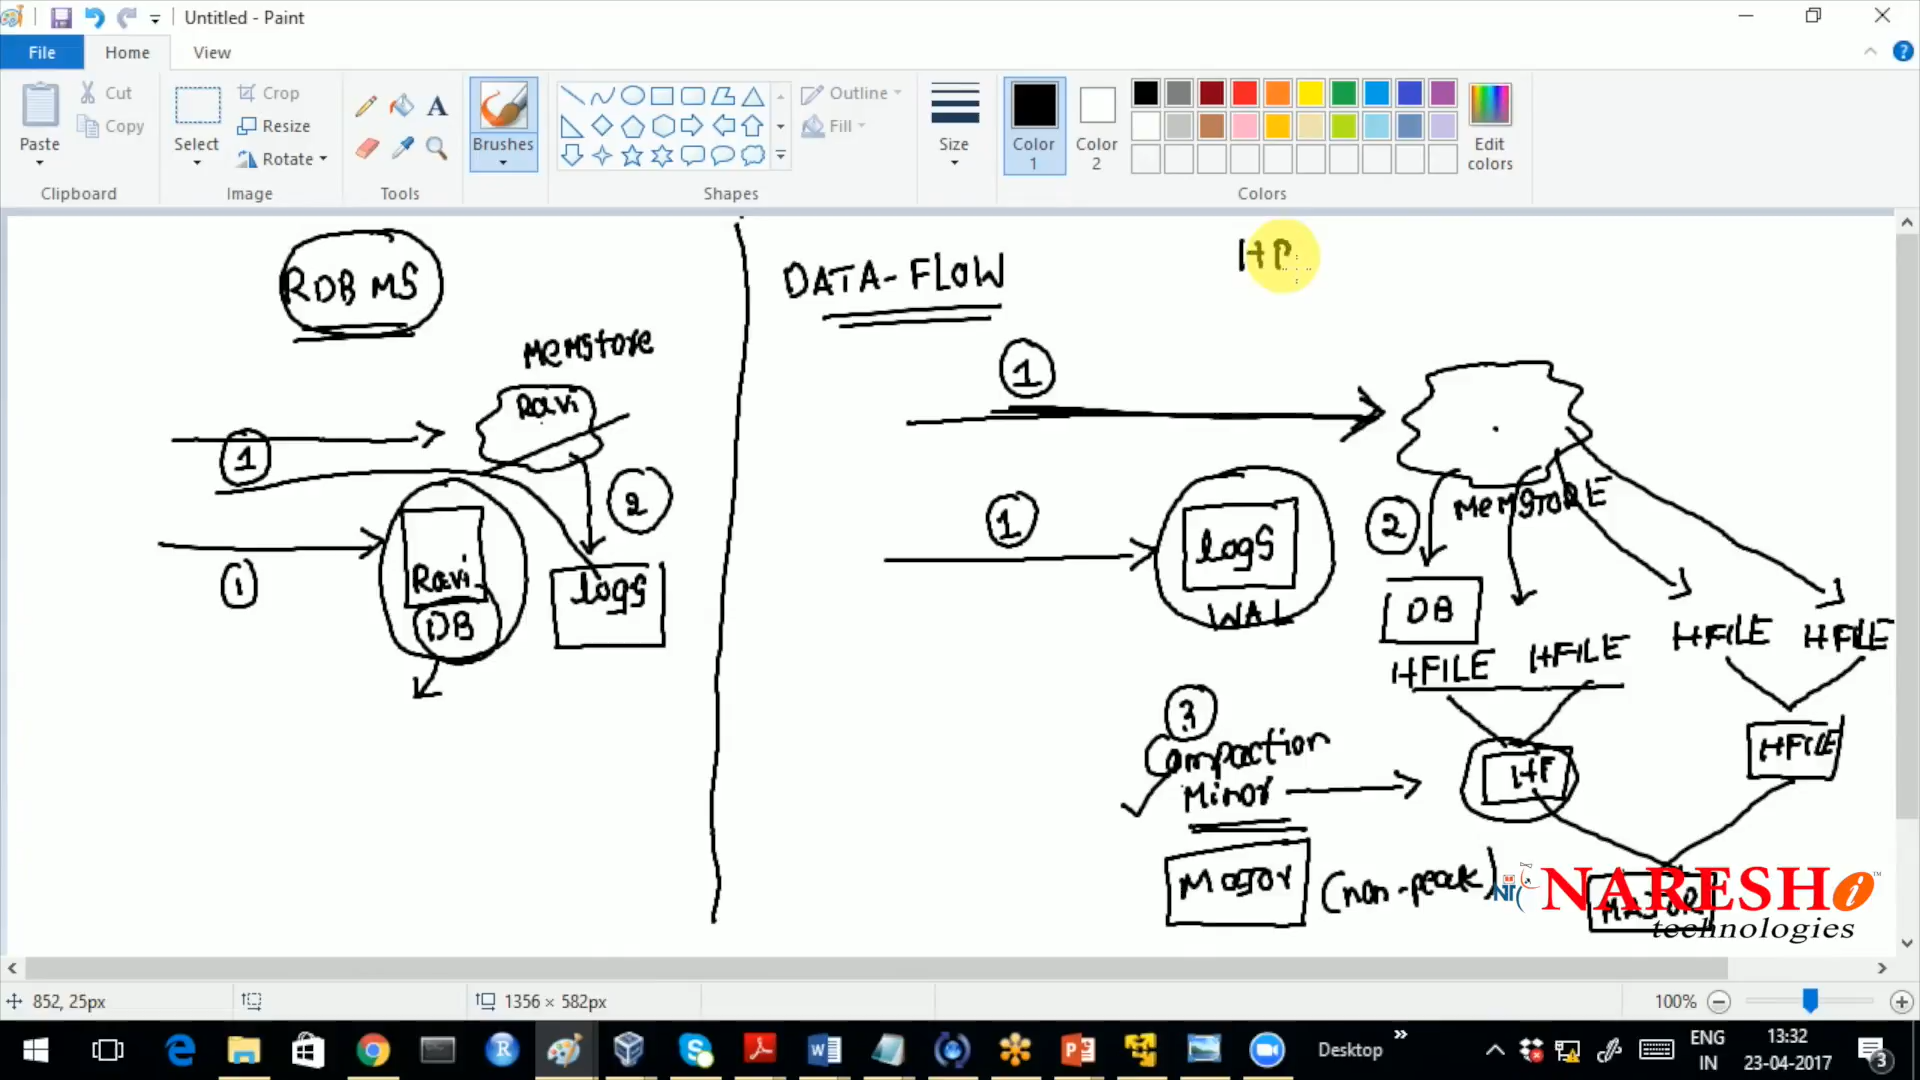 Untitled - Paint
File
Home
View
Paste
Cut
Copy
Clipboard
Select
Crop
Resize
Rotate
Image
Tools
Brushes
Outline
Fill
Shapes
Size
Color 1
Color 2
Edit colors
Colors
RDBMS
MEMStore
Ravi
1
2
1
Ravi
DB
logs
DATA-FLOW
1
1
logS
WAL
MEMSTORE
2
DB
HFILE
HFILE
HFILE
HFILE
3
Compaction
Minor
HF
HFILE
Major
(non-peak)
MAJOR
NARESH i
technologies
852, 25px
1356 × 582px
100%
Desktop
ENG
IN
13:32
23-04-2017
3